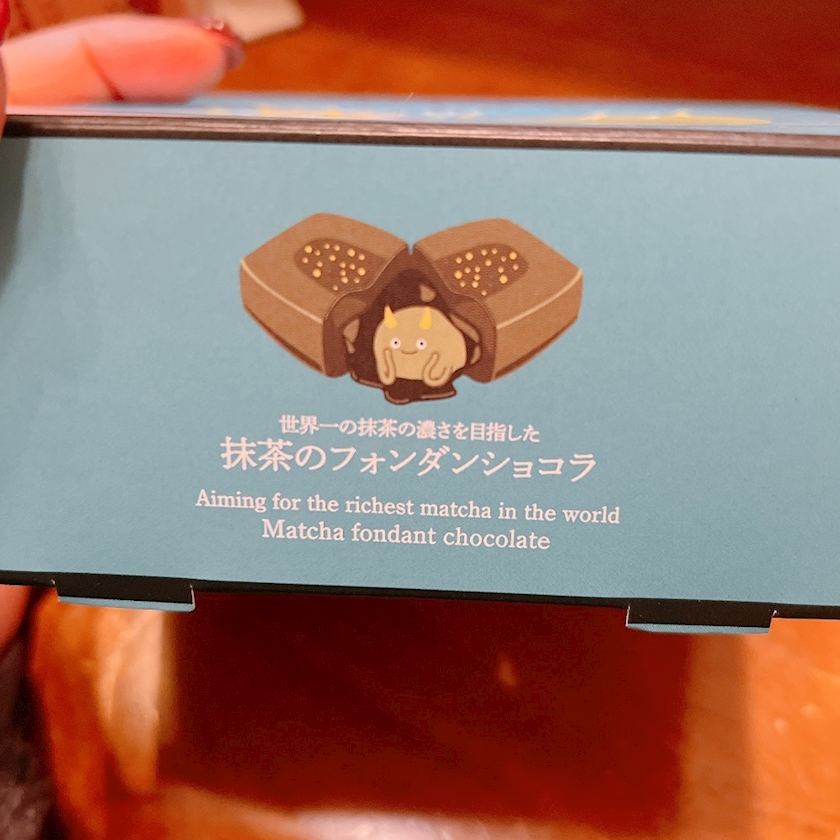 世界一の抹茶の濃さを目指した
抹茶のフォンダンショコラ
Aiming for the richest matcha in the world
Matcha fondant chocolate